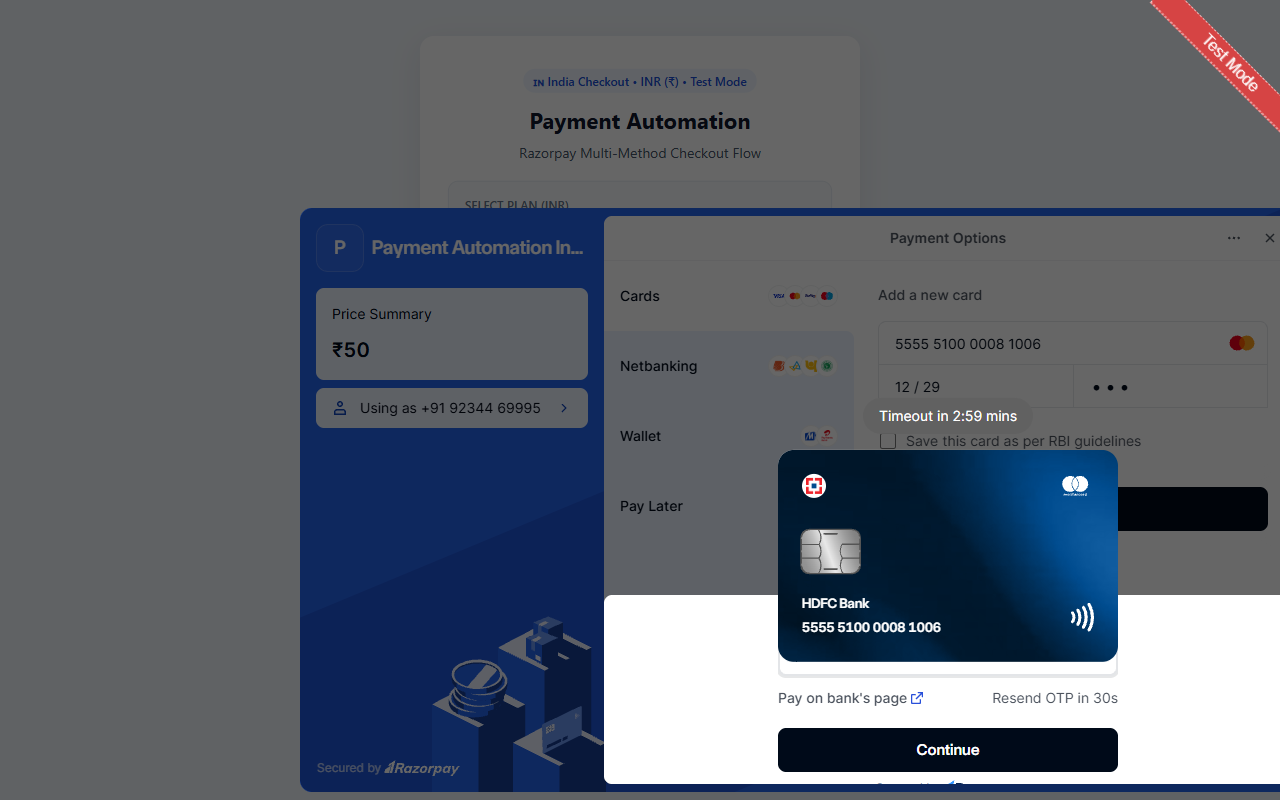 Test Mode
IN India Checkout • INR (₹) • Test Mode
Payment Automation
Razorpay Multi-Method Checkout Flow
SELECT PLAN (INR)
P
Payment Automation In...
Price Summary
₹50
Using as +91 92344 69995
Secured by Razorpay
Payment Options
Cards
VISA
Netbanking
Wallet
Pay Later
Add a new card
5555 5100 0008 1006
12 / 29
Timeout in 2:59 mins
Save this card as per RBI guidelines
HDFC Bank
5555 5100 0008 1006
Pay on bank's page
Resend OTP in 30s
Continue